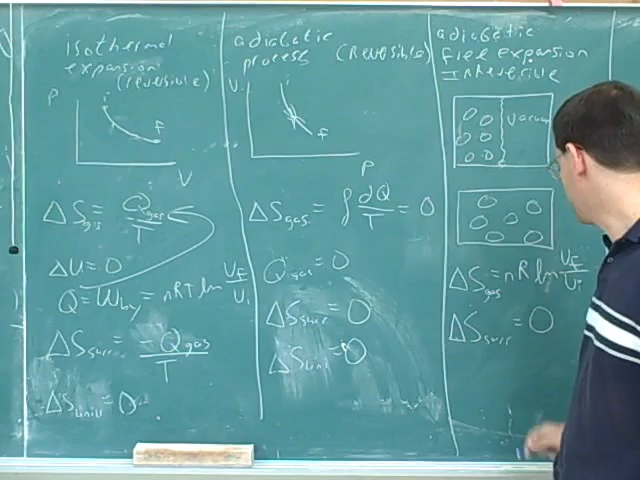 isothermal
expansion
(reversible)
P
i
f
V
ΔS_gas = Q_gas / T
ΔU = 0
Q = W_by = nRT ln V_f / V_i
ΔS_surr = -Q_gas / T
ΔS_univ = 0
adiabatic
process (Reversible)
V
i
f
P
ΔS_gas = ∫ dQ / T = 0
Q_gas = 0
ΔS_surr = 0
ΔS_univ = 0
adiabatic
free expansion
IRReversible
Vacuum
ΔS_gas = nR ln V_f / V_i
ΔS_surr = 0